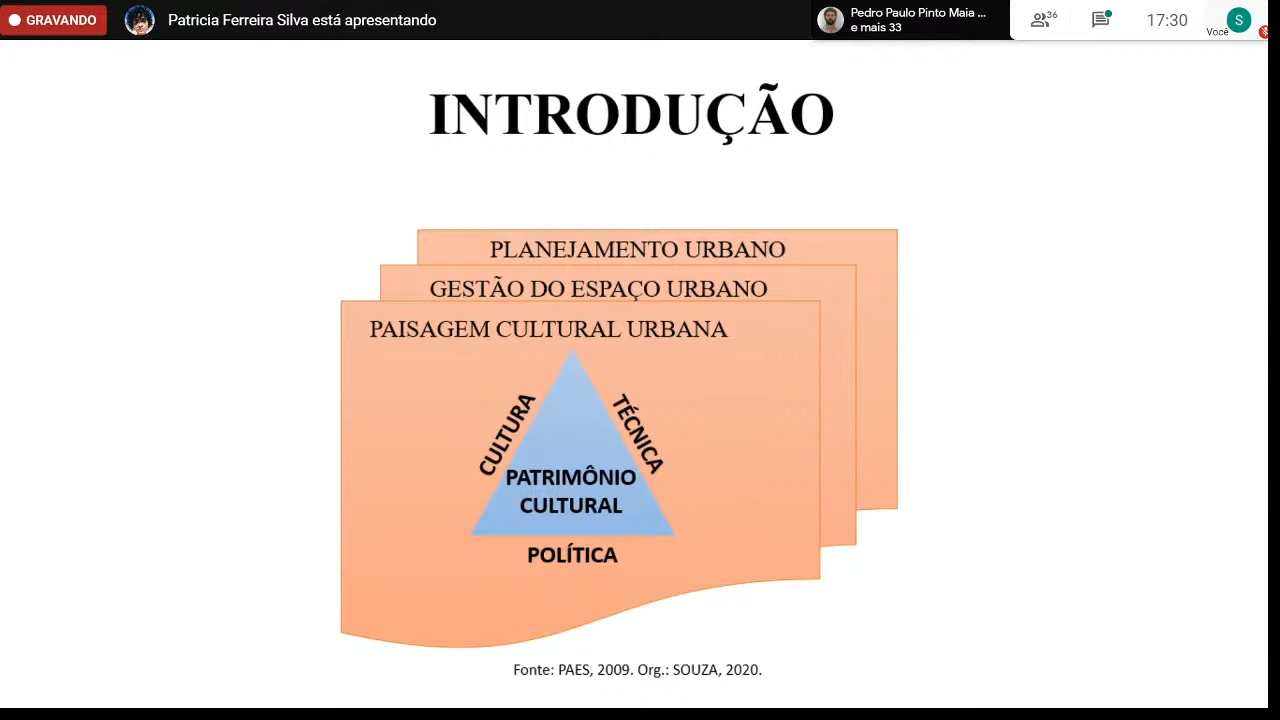 GRAVANDO
Patricia Ferreira Silva está apresentando
Pedro Paulo Pinto Maia ...
e mais 33
36
17:30
Você
S
INTRODUÇÃO
PLANEJAMENTO URBANO
GESTÃO DO ESPAÇO URBANO
PAISAGEM CULTURAL URBANA
CULTURA
TÉCNICA
PATRIMÔNIO
CULTURAL
POLÍTICA
Fonte: PAES, 2009. Org.: SOUZA, 2020.